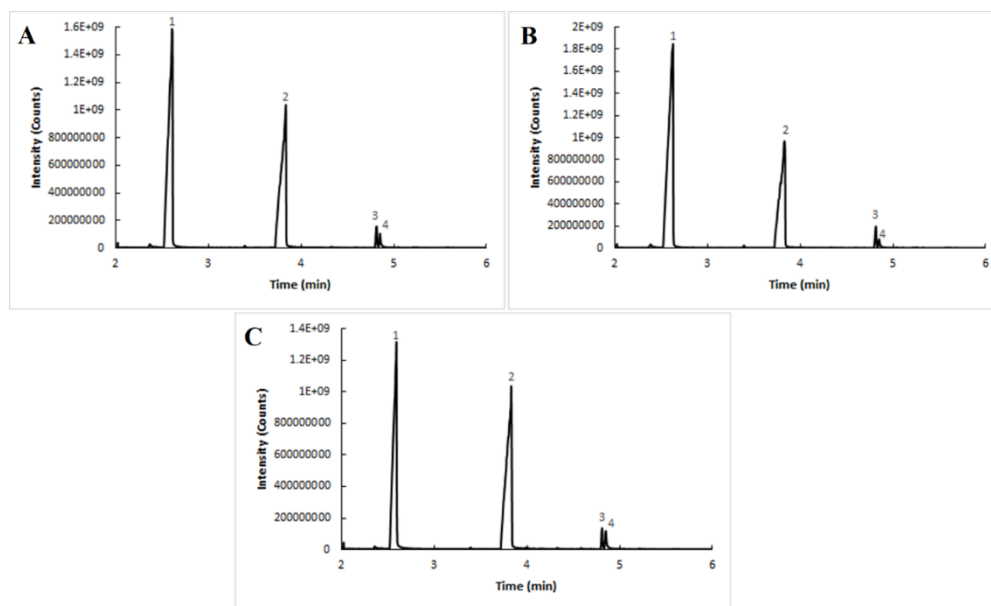 A
Intensity (Counts)
1.6E+09
1.4E+09
1.2E+09
1E+09
800000000
600000000
400000000
200000000
0
1
2
3
4
2 3 4 5 6
Time (min)
B
Intensity (Counts)
2E+09
1.8E+09
1.6E+09
1.4E+09
1.2E+09
1E+09
800000000
600000000
400000000
200000000
0
1
2
3
4
2 3 4 5 6
Time (min)
C
Intensity (Counts)
1.4E+09
1.2E+09
1E+09
800000000
600000000
400000000
200000000
0
1
2
3
4
2 3 4 5 6
Time (min)